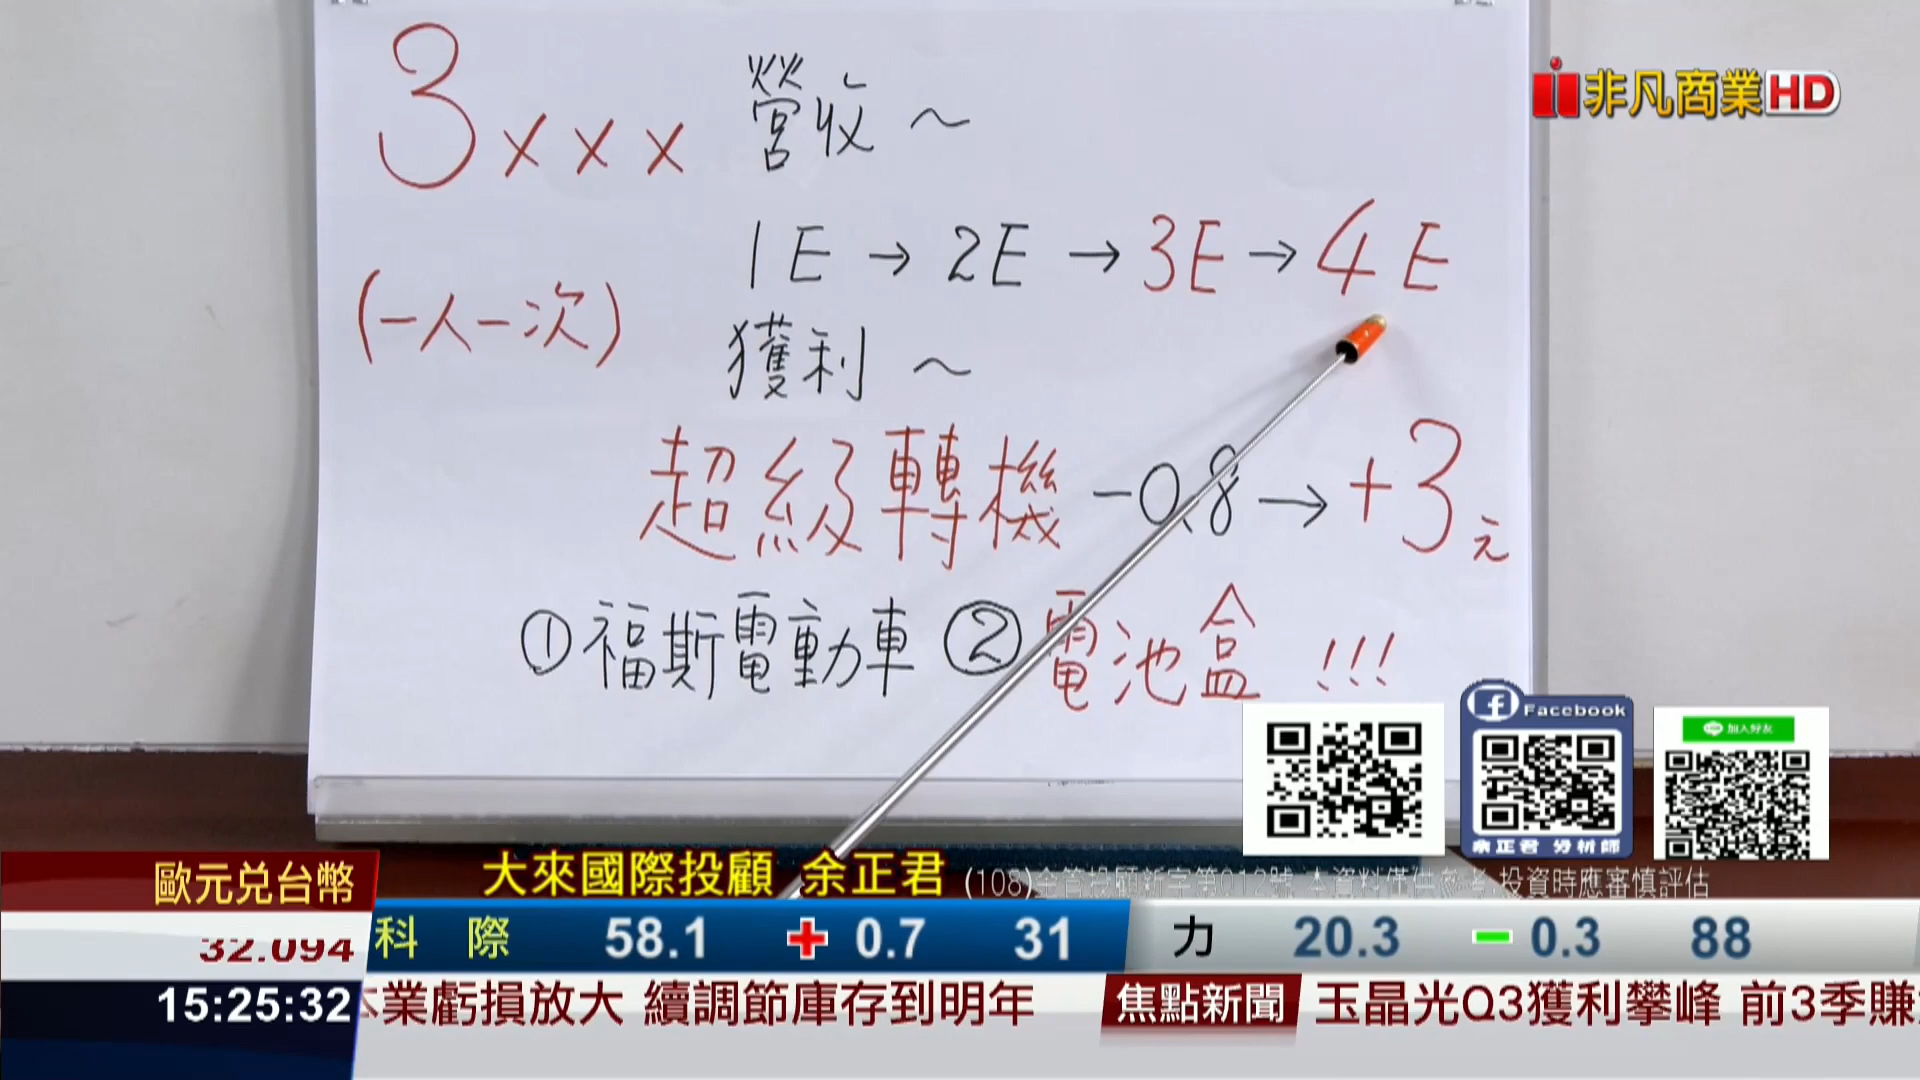 3xxx
營收～
1E→2E→3E→4E
(一人一次)
獲利～
超級轉機 -0.8→+3元
①福斯電動車 ②電池盒!!!
非凡商業HD
Facebook
余正君 分析師
加入好友
歐元兌台幣
32.094
15:25:32
大來國際投顧 余正君
(108)金管投顧新字第012號 本資料僅供參考 投資時應審慎評估
科際 58.1 + 0.7 31
力 20.3 - 0.3 88
業虧損放大 續調節庫存到明年
焦點新聞 玉晶光Q3獲利攀峰 前3季賺